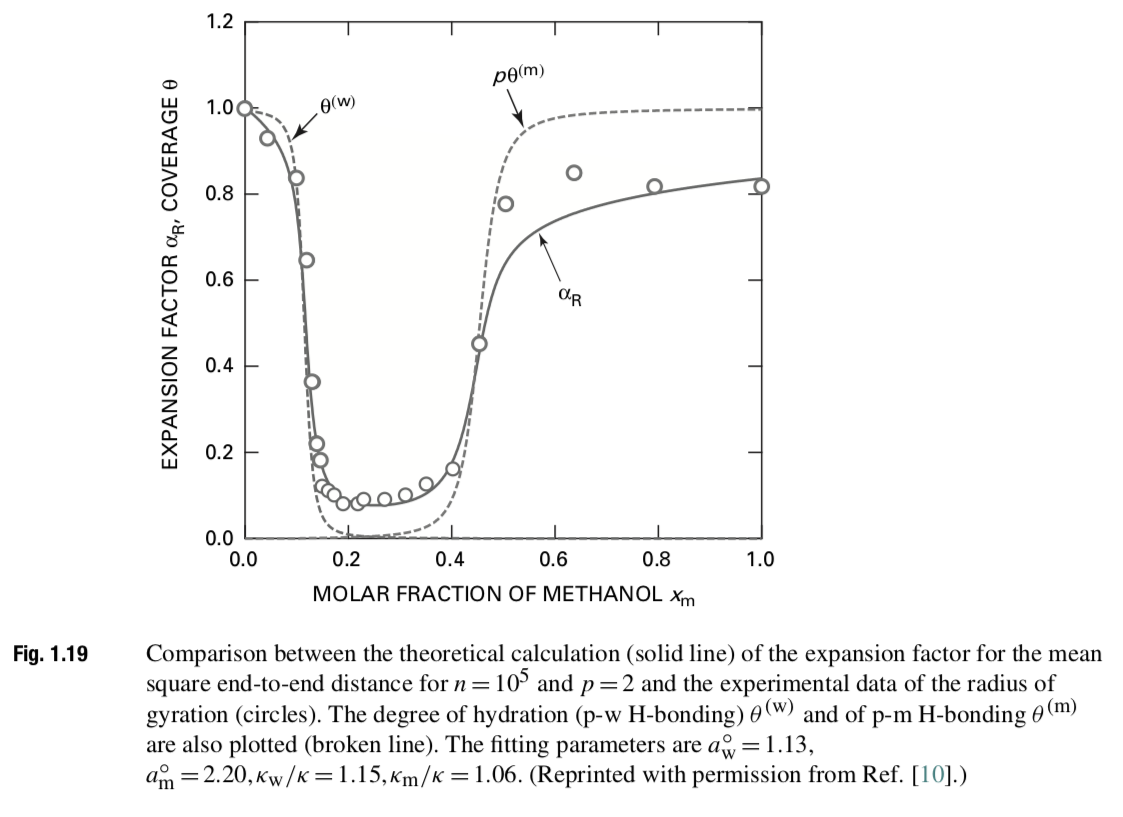 1.2
1.0
0.8
0.6
0.4
0.2
0.0
EXPANSION FACTOR αR, COVERAGE θ
θ(w)
pθ(m)
αR
0.0 0.2 0.4 0.6 0.8 1.0
MOLAR FRACTION OF METHANOL xm
Fig. 1.19 Comparison between the theoretical calculation (solid line) of the expansion factor for the mean
square end-to-end distance for n = 10⁵ and p = 2 and the experimental data of the radius of
gyration (circles). The degree of hydration (p-w H-bonding) θ(w) and of p-m H-bonding θ(m)
are also plotted (broken line). The fitting parameters are a°w = 1.13,
a°m = 2.20, κw/κ = 1.15, κm/κ = 1.06. (Reprinted with permission from Ref. [10].)